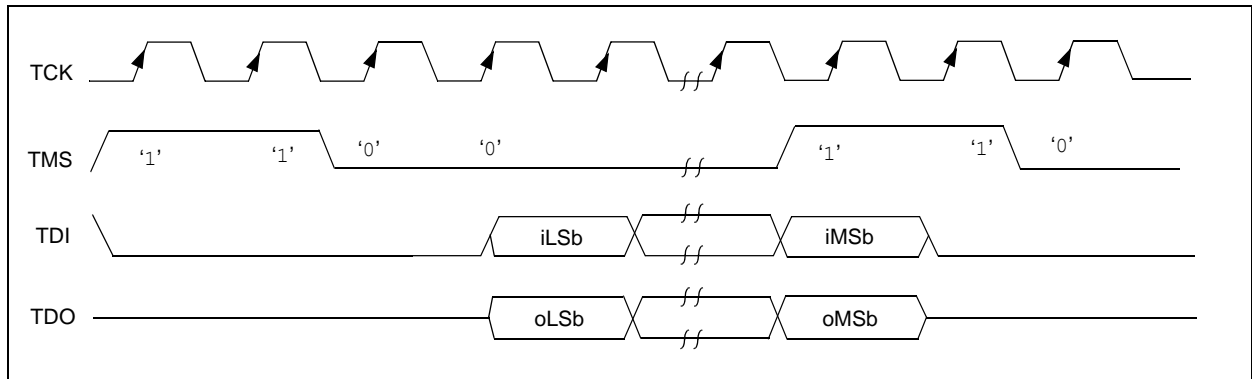 TCK
TMS ‘1’ ‘1’ ‘0’ ‘0’ ‘1’ ‘1’ ‘0’
TDI iLSb iMSb
TDO oLSb oMSb